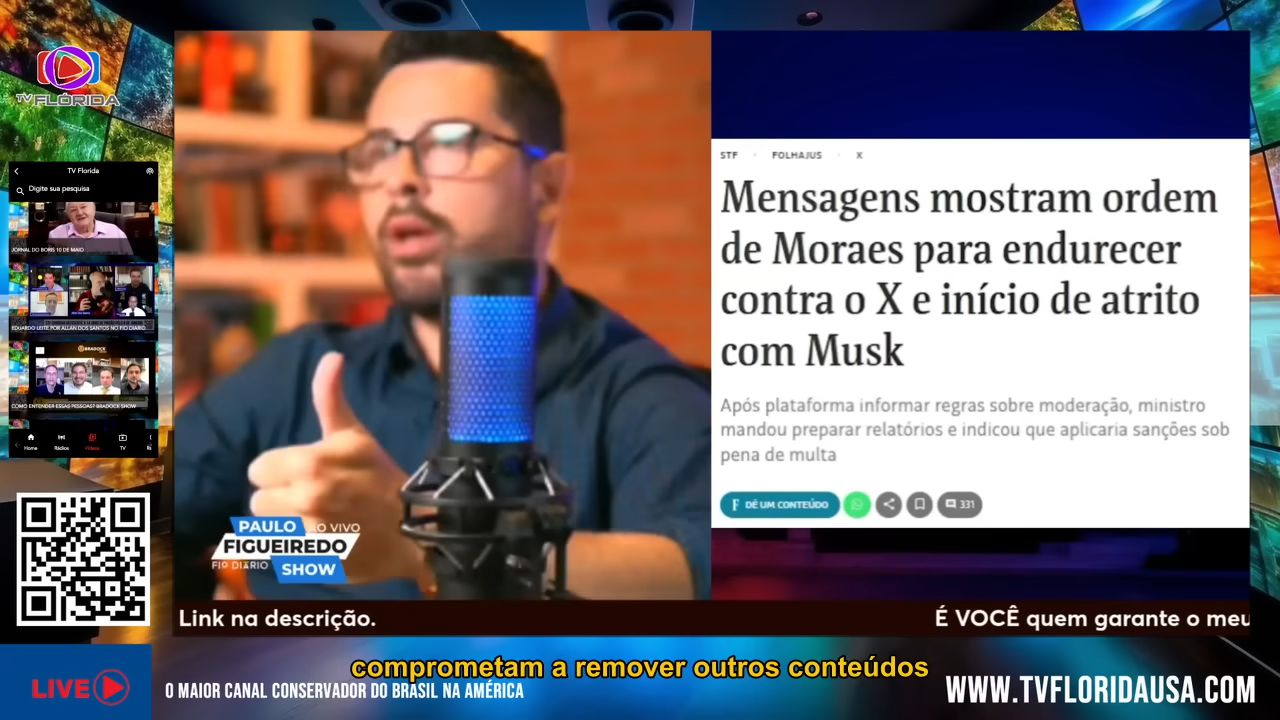 TV FLÓRIDA
TV Florida
Digite sua pesquisa
JORNAL DO BORIS 10 DE MAIO
EDUARDO LEITE POR ALLAN DOS SANTOS NO FIO DIARIO
BRADOCK
COMO ENTENDER ESSAS PESSOAS? BRADOCK SHOW
Home
Rádios
Vídeos
TV
STF
FOLHAJUS
X
Mensagens mostram ordem
de Moraes para endurecer
contra o X e início de atrito
com Musk
Após plataforma informar regras sobre moderação, ministro
mandou preparar relatórios e indicou que aplicaria sanções sob
pena de multa
DÊ UM CONTEÚDO
331
PAULO
AO VIVO
FIGUEIREDO
FIO DIÁRIO
SHOW
Link na descrição.
É VOCÊ quem garante o meu
comprometam a remover outros conteúdos
LIVE
O MAIOR CANAL CONSERVADOR DO BRASIL NA AMÉRICA
WWW.TVFLORIDAUSA.COM